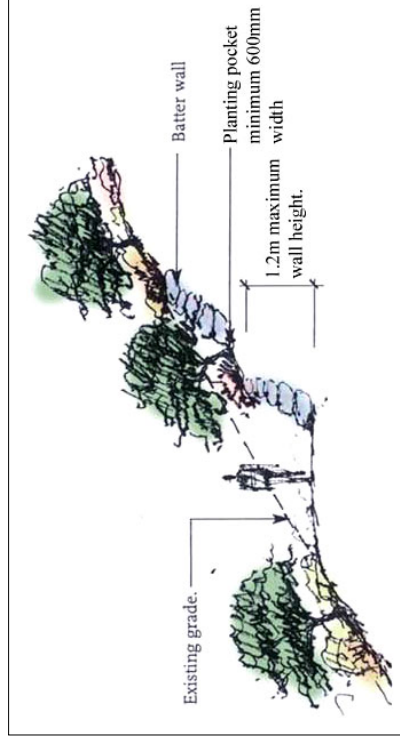 Existing grade.
Batter wall
Planting pocket
minimum 600mm
width
1.2m maximum
wall height.